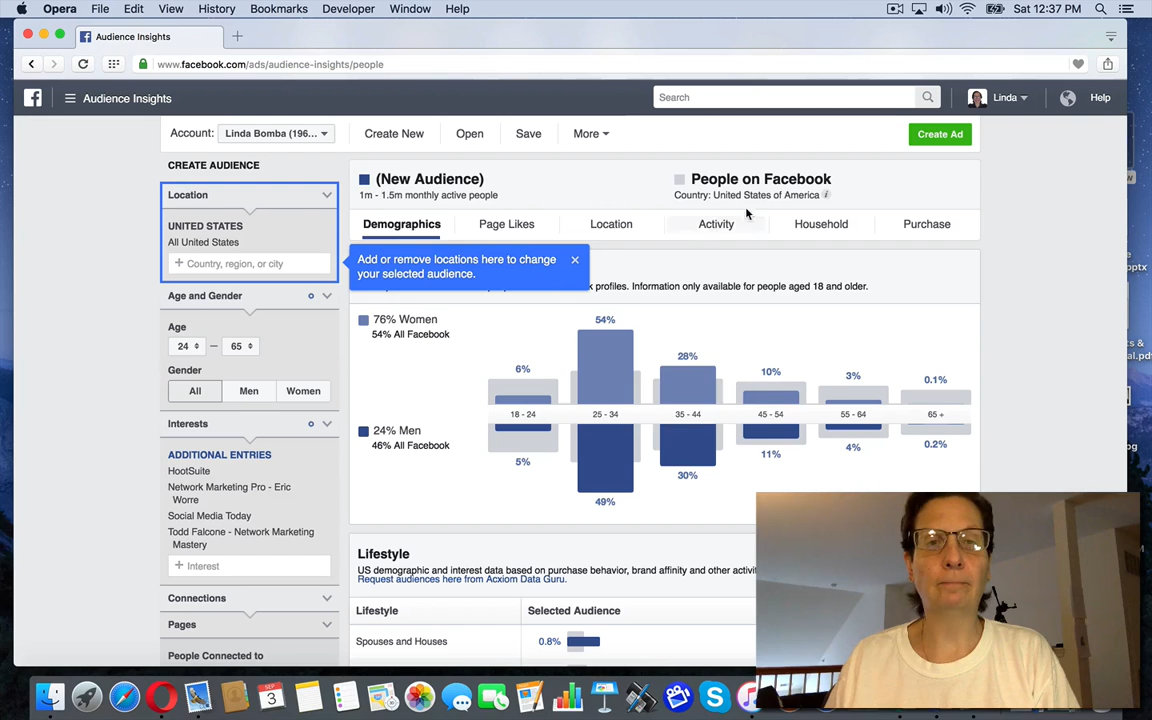 Opera File Edit View History Bookmarks Developer Window Help Sat 12:37 PM
Audience Insights
www.facebook.com/ads/audience-insights/people
Audience Insights Search Linda Help
Account: Linda Bomba (196... Create New Open Save More Create Ad
CREATE AUDIENCE
Location
UNITED STATES
All United States
+ Country, region, or city
Age and Gender
Age
24 — 65
Gender
All Men Women
Interests
ADDITIONAL ENTRIES
HootSuite
Network Marketing Pro - Eric
Worre
Social Media Today
Todd Falcone - Network Marketing
Mastery
+ Interest
Connections
Pages
People Connected to
(New Audience)
1m - 1.5m monthly active people
People on Facebook
Country: United States of America
Demographics Page Likes Location Activity Household Purchase
Add or remove locations here to change
your selected audience.
k profiles. Information only available for people aged 18 and older.
76% Women
54% All Facebook
6% 54% 28% 10% 3% 0.1%
18 - 24 25 - 34 35 - 44 45 - 54 55 - 64 65 +
24% Men
46% All Facebook
5% 49% 30% 11% 4% 0.2%
Lifestyle
US demographic and interest data based on purchase behavior, brand affinity and other activi
Request audiences here from Acxiom Data Guru.
Lifestyle Selected Audience
Spouses and Houses 0.8%
SEP
3